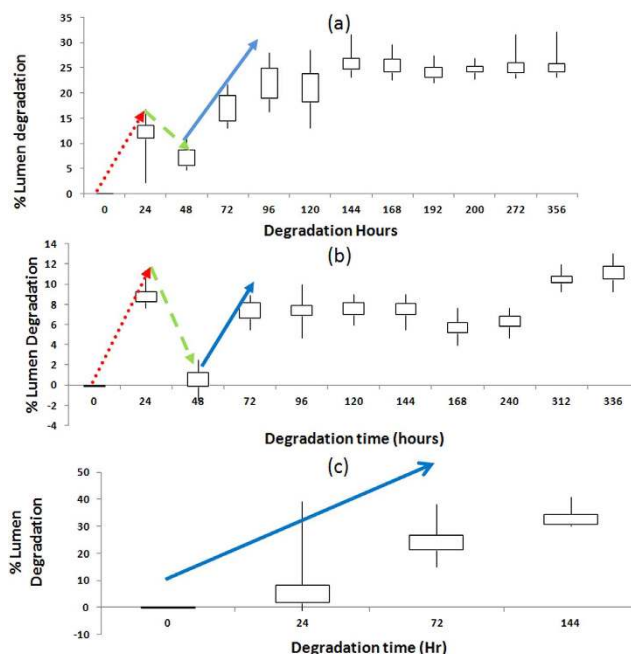 (a)
% Lumen degradation
35
30
25
20
15
10
5
0
0 24 48 72 96 120 144 168 192 200 272 356
Degradation Hours
(b)
% Lumen Degradation
14
12
10
8
6
4
2
0
-2
-4
0 24 48 72 96 120 144 168 240 312 336
Degradation time (hours)
(c)
% Lumen
Degradation
50
40
30
20
10
0
-10
0 24 72 144
Degradation time (Hr)